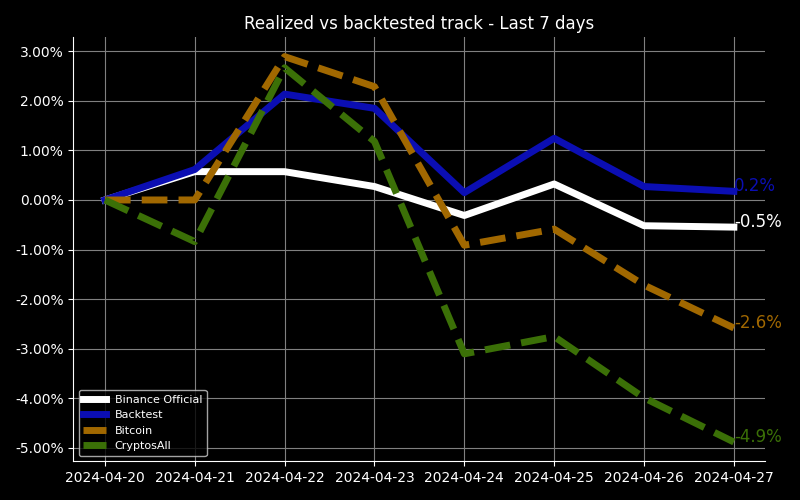 Realized vs backtested track - Last 7 days
3.00%
2.00%
1.00%
0.00%
-1.00%
-2.00%
-3.00%
-4.00%
-5.00%
0.2%
-0.5%
-2.6%
-4.9%
Binance Official
Backtest
Bitcoin
CryptosAll
2024-04-20 2024-04-21 2024-04-22 2024-04-23 2024-04-24 2024-04-25 2024-04-26 2024-04-27